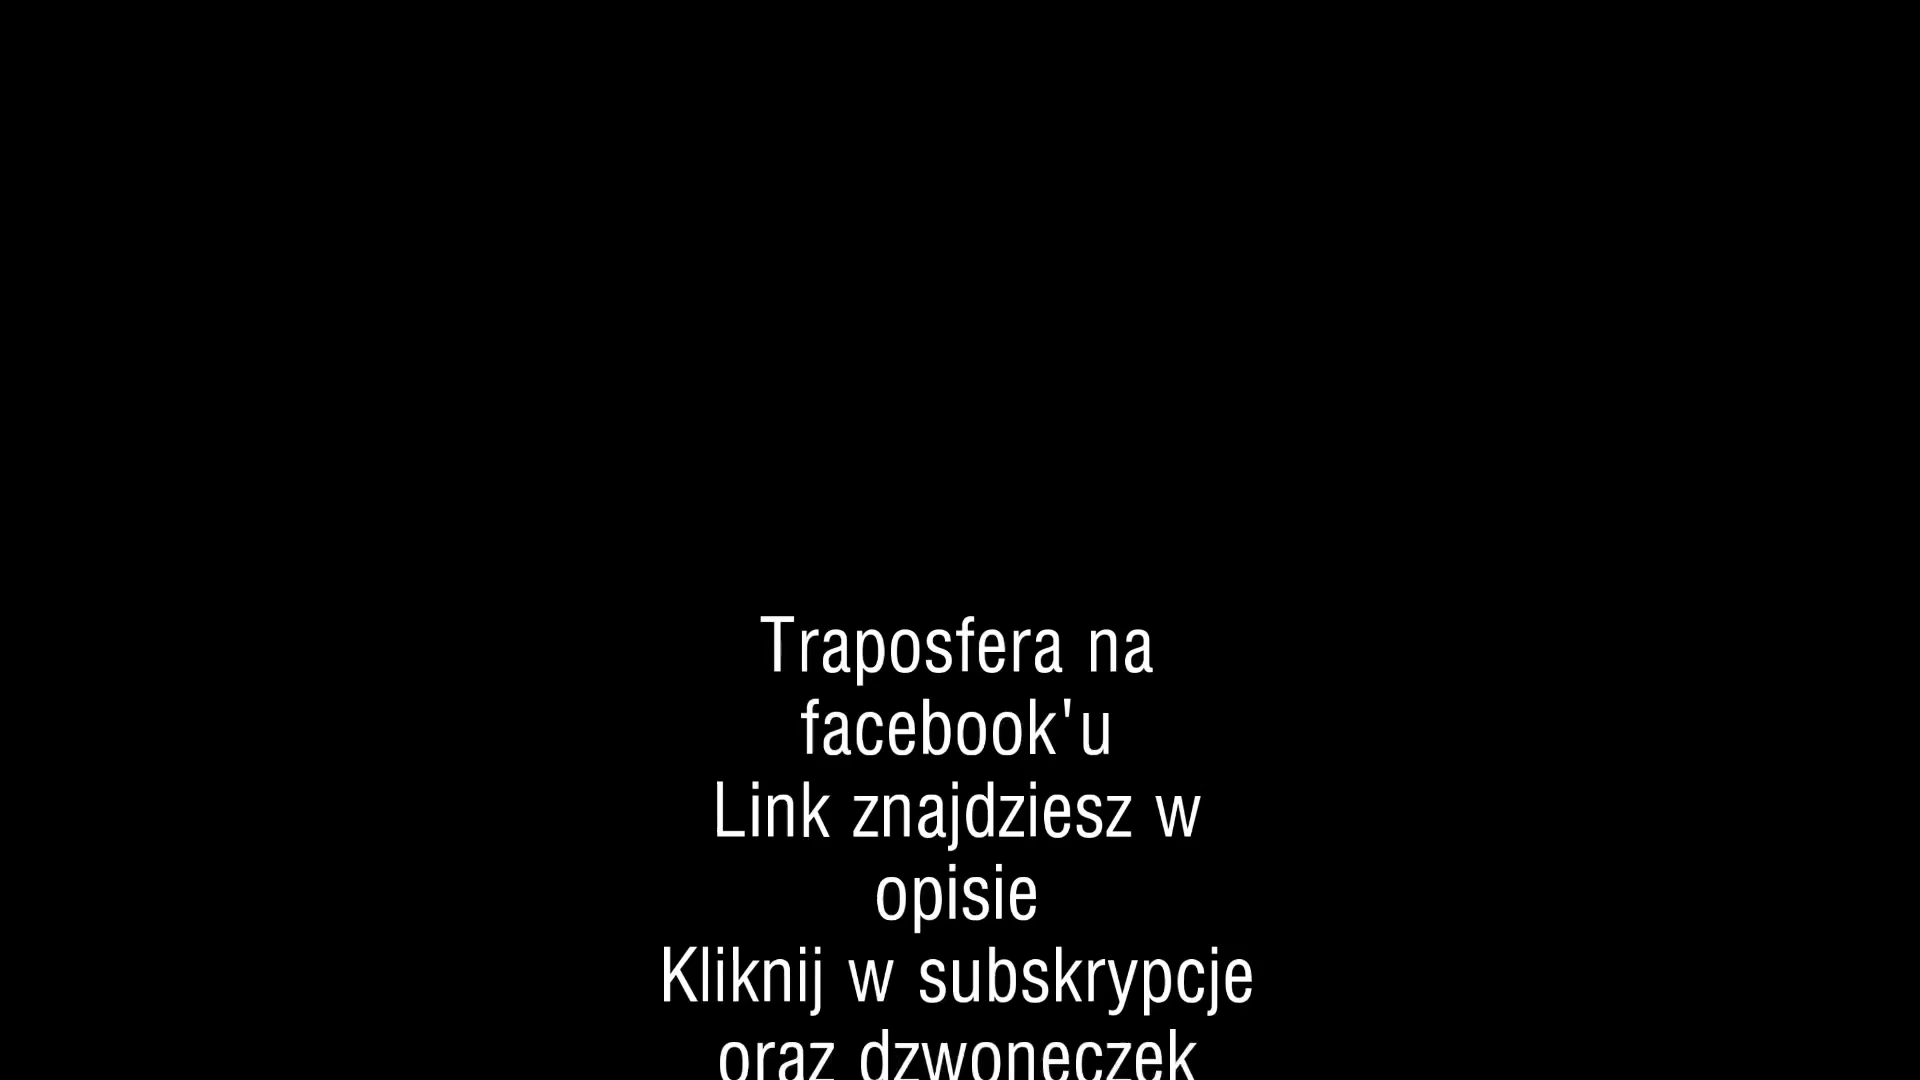 Traposfera na
facebook'u
Link znajdziesz w
opisie
Kliknij w subskrypcje
oraz dzwoneczek